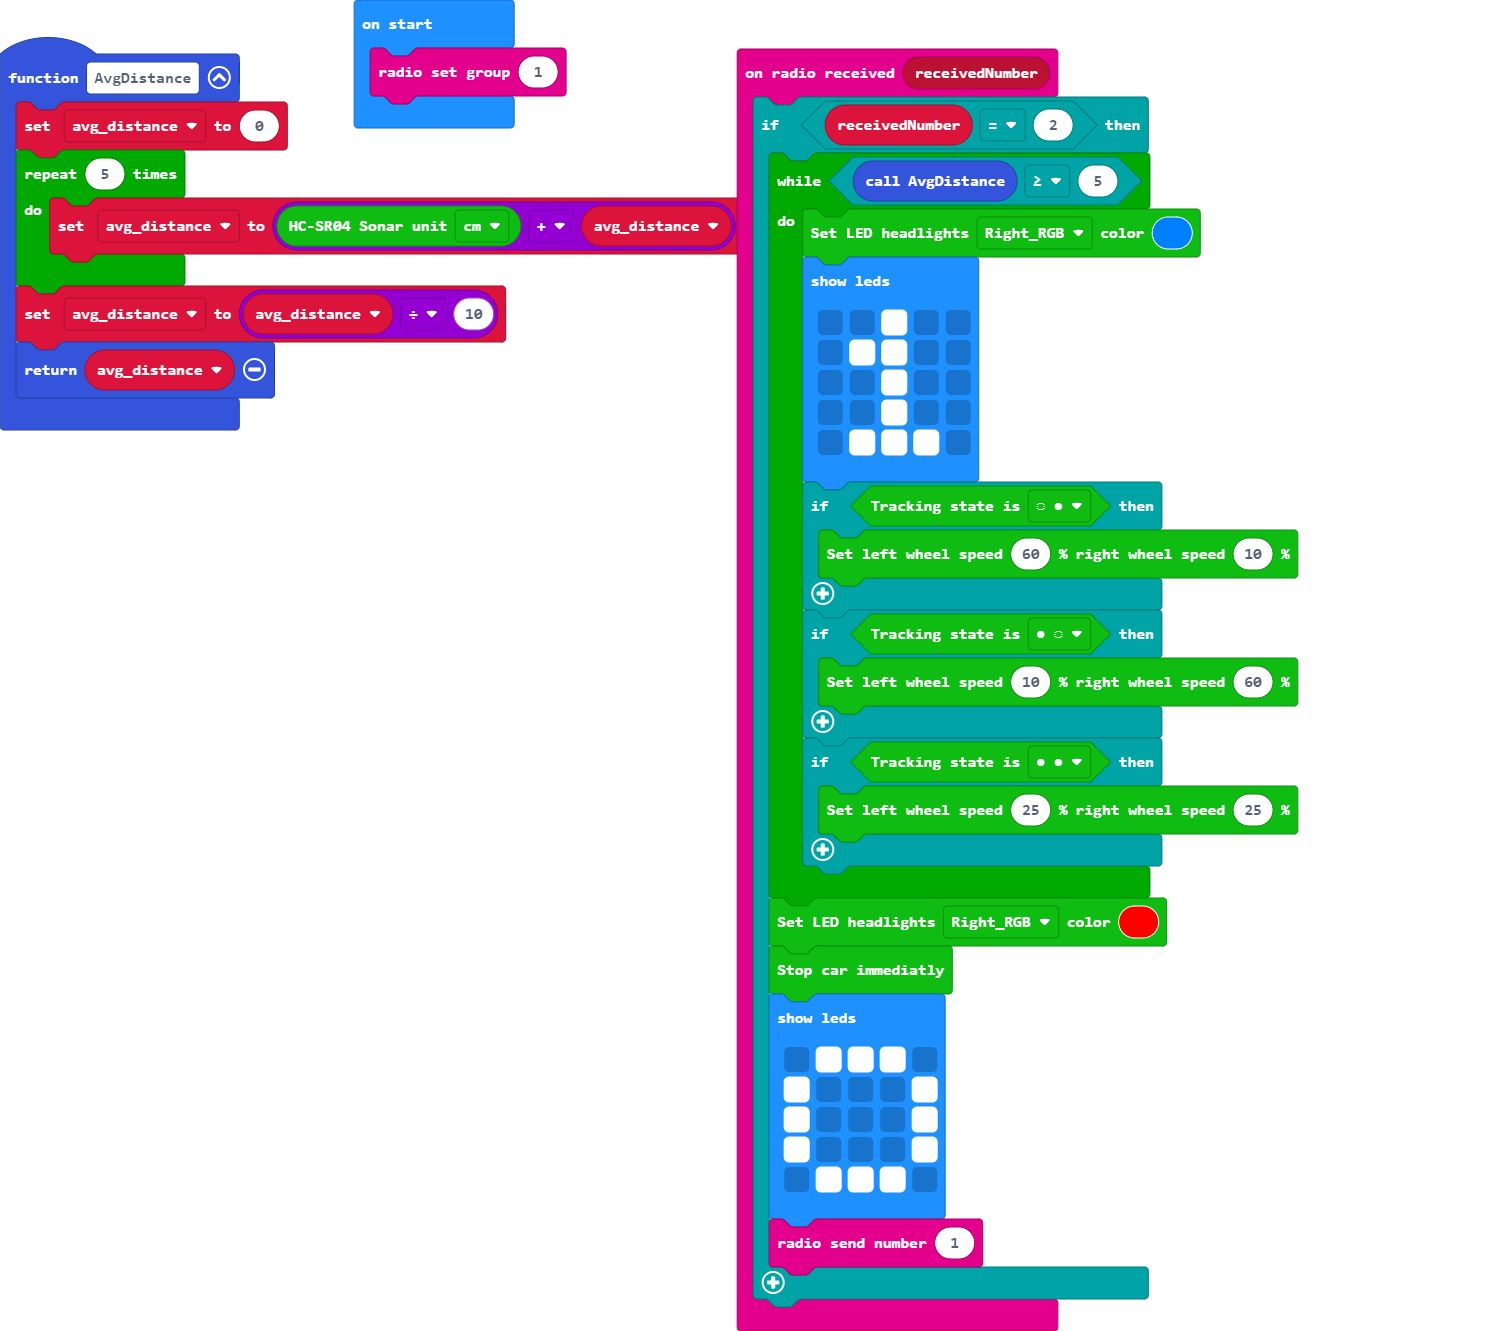 function AvgDistance
set avg_distance to 0
repeat 5 times
do
set avg_distance to HC-SR04 Sonar unit cm + avg_distance
set avg_distance to avg_distance ÷ 10
return avg_distance
on start
radio set group 1
on radio received receivedNumber
if receivedNumber = 2 then
while call AvgDistance ≥ 5
do
Set LED headlights Right_RGB color
show leds
if Tracking state is ◌ ● then
Set left wheel speed 60 % right wheel speed 10 %
if Tracking state is ● ◌ then
Set left wheel speed 10 % right wheel speed 60 %
if Tracking state is ● ● then
Set left wheel speed 25 % right wheel speed 25 %
Set LED headlights Right_RGB color
Stop car immediatly
show leds
radio send number 1